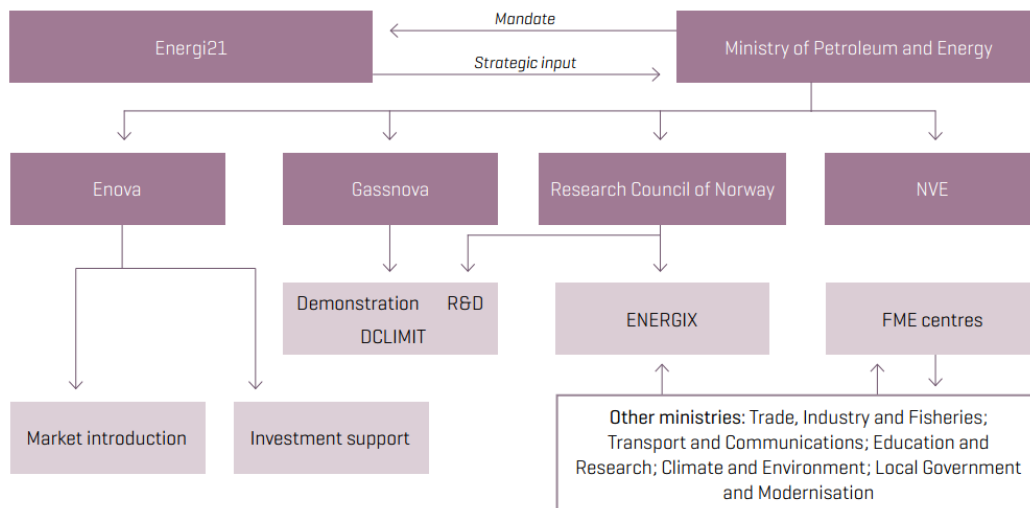 Mandate
Energi21
Ministry of Petroleum and Energy
Strategic input
Enova
Gassnova
Research Council of Norway
NVE
Demonstration R&D
DCLIMIT
ENERGIX
FME centres
Market introduction
Investment support
Other ministries: Trade, Industry and Fisheries;
Transport and Communications; Education and
Research; Climate and Environment; Local Government
and Modernisation